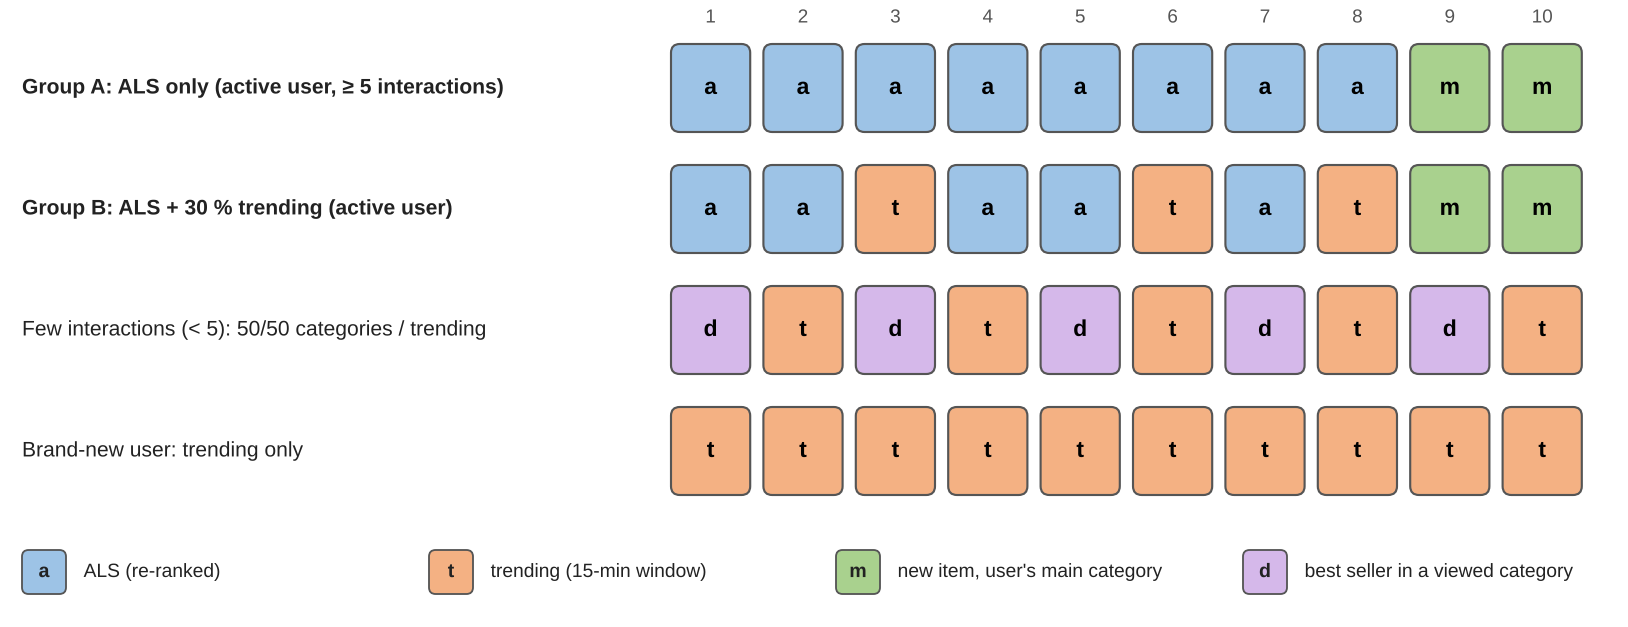 1 2 3 4 5 6 7 8 9 10
Group A: ALS only (active user, ≥ 5 interactions) a a a a a a a a m m
Group B: ALS + 30 % trending (active user) a a t a a t a t m m
Few interactions (< 5): 50/50 categories / trending d t d t d t d t d t
Brand-new user: trending only t t t t t t t t t t
a ALS (re-ranked) t trending (15-min window) m new item, user's main category d best seller in a viewed category